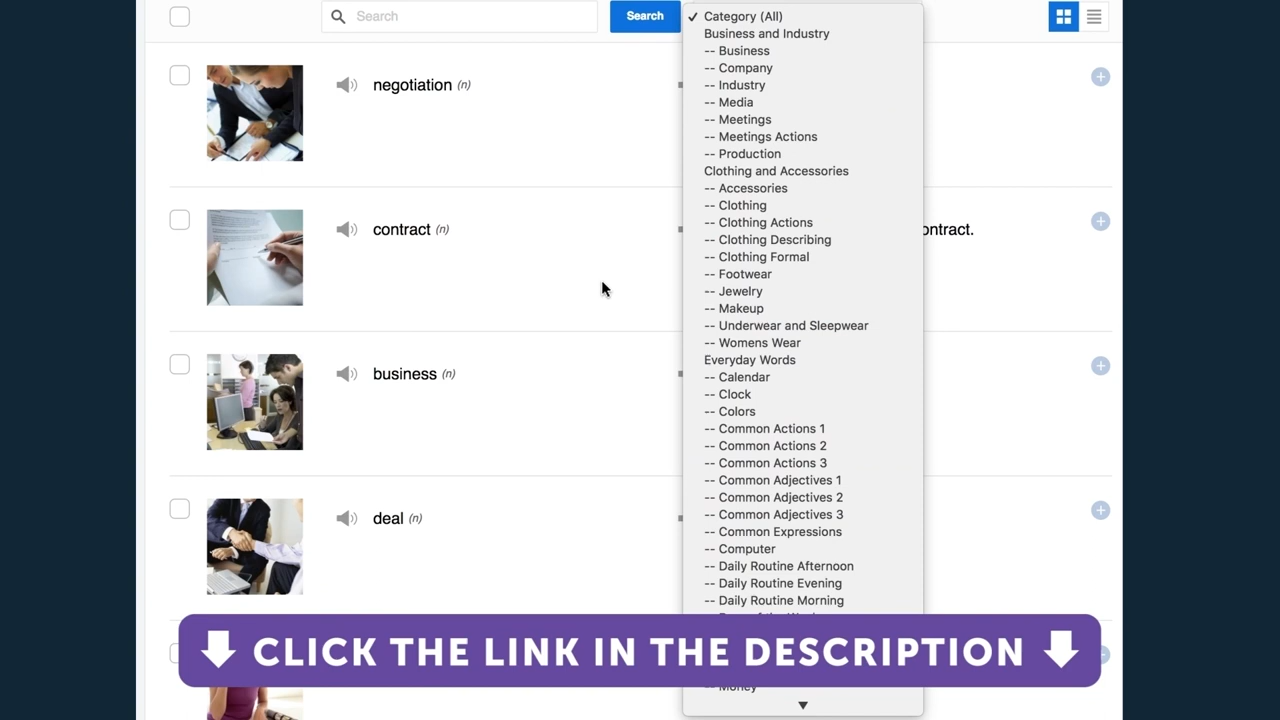 Search
Search
✓ Category (All)
Business and Industry
-- Business
-- Company
-- Industry
-- Media
-- Meetings
-- Meetings Actions
-- Production
Clothing and Accessories
-- Accessories
-- Clothing
-- Clothing Actions
-- Clothing Describing
-- Clothing Formal
-- Footwear
-- Jewelry
-- Makeup
-- Underwear and Sleepwear
-- Womens Wear
Everyday Words
-- Calendar
-- Clock
-- Colors
-- Common Actions 1
-- Common Actions 2
-- Common Actions 3
-- Common Adjectives 1
-- Common Adjectives 2
-- Common Adjectives 3
-- Common Expressions
-- Computer
-- Daily Routine Afternoon
-- Daily Routine Evening
-- Daily Routine Morning
-- Money
negotiation (n)
contract (n)
ontract.
business (n)
deal (n)
CLICK THE LINK IN THE DESCRIPTION